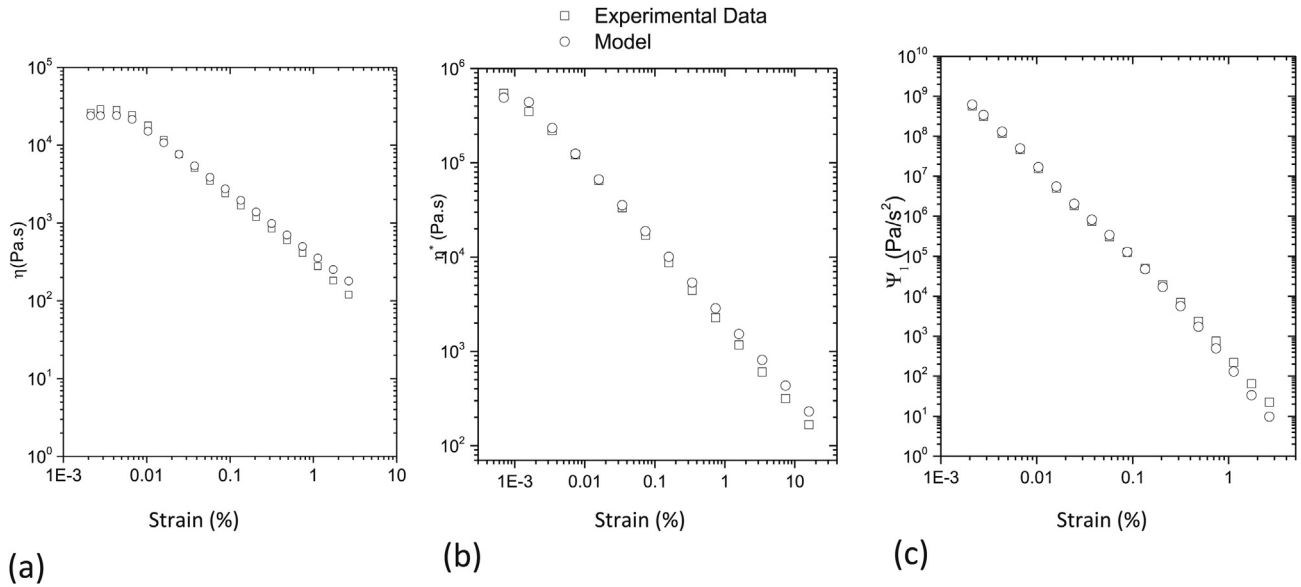 Experimental Data
Model
10^5
10^4
10^3
10^2
10^1
10^0
η(Pa.s)
1E-3 0.01 0.1 1 10
Strain (%)
(a)
10^6
10^5
10^4
10^3
10^2
η* (Pa.s)
1E-3 0.01 0.1 1 10
Strain (%)
(b)
10^10
10^9
10^8
10^7
10^6
10^5
10^4
10^3
10^2
10^1
10^0
Ψ_1 (Pa/s^2)
1E-3 0.01 0.1 1
Strain (%)
(c)